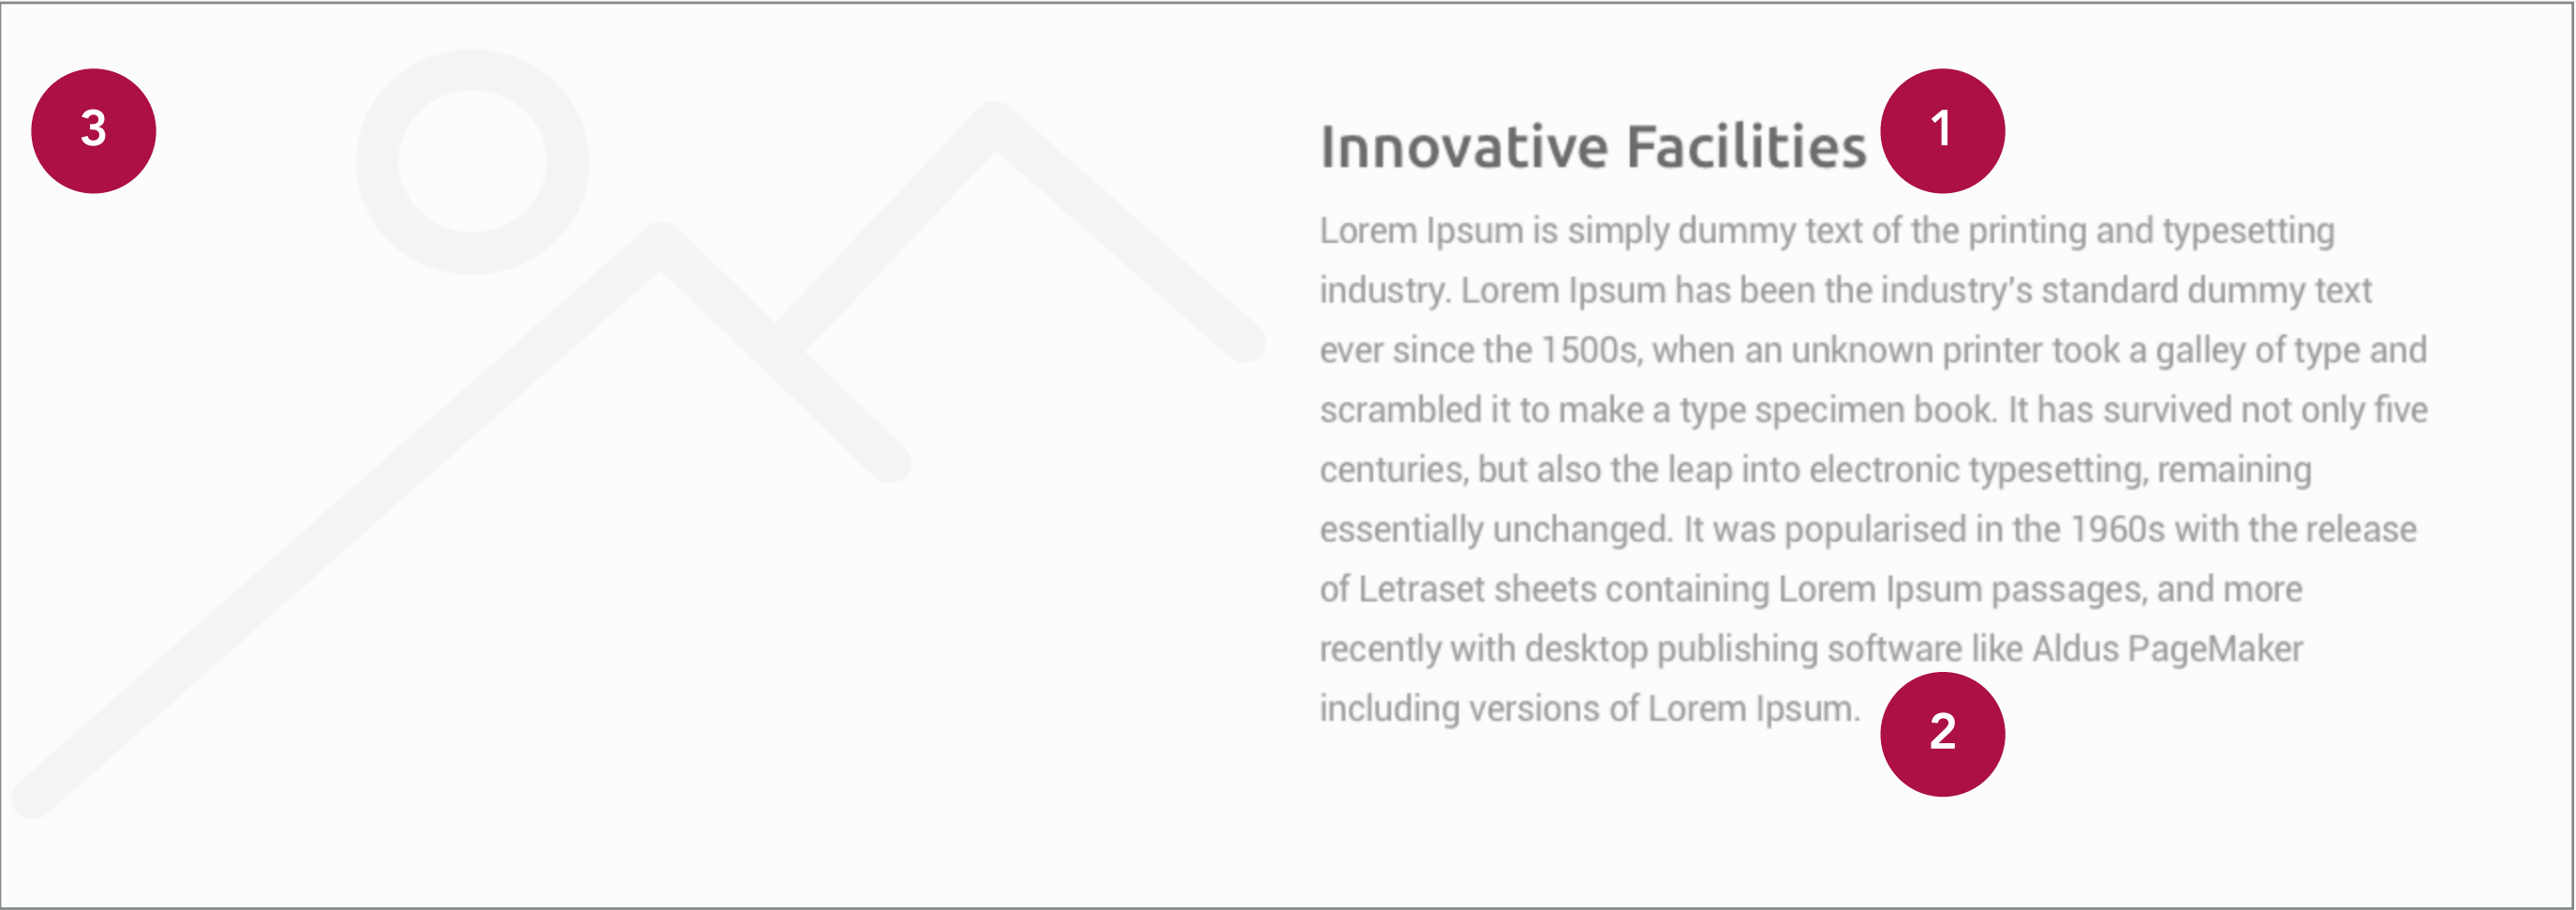 3
Innovative Facilities 1
Lorem Ipsum is simply dummy text of the printing and typesetting
industry. Lorem Ipsum has been the industry's standard dummy text
ever since the 1500s, when an unknown printer took a galley of type and
scrambled it to make a type specimen book. It has survived not only five
centuries, but also the leap into electronic typesetting, remaining
essentially unchanged. It was popularised in the 1960s with the release
of Letraset sheets containing Lorem Ipsum passages, and more
recently with desktop publishing software like Aldus PageMaker
including versions of Lorem Ipsum.
2